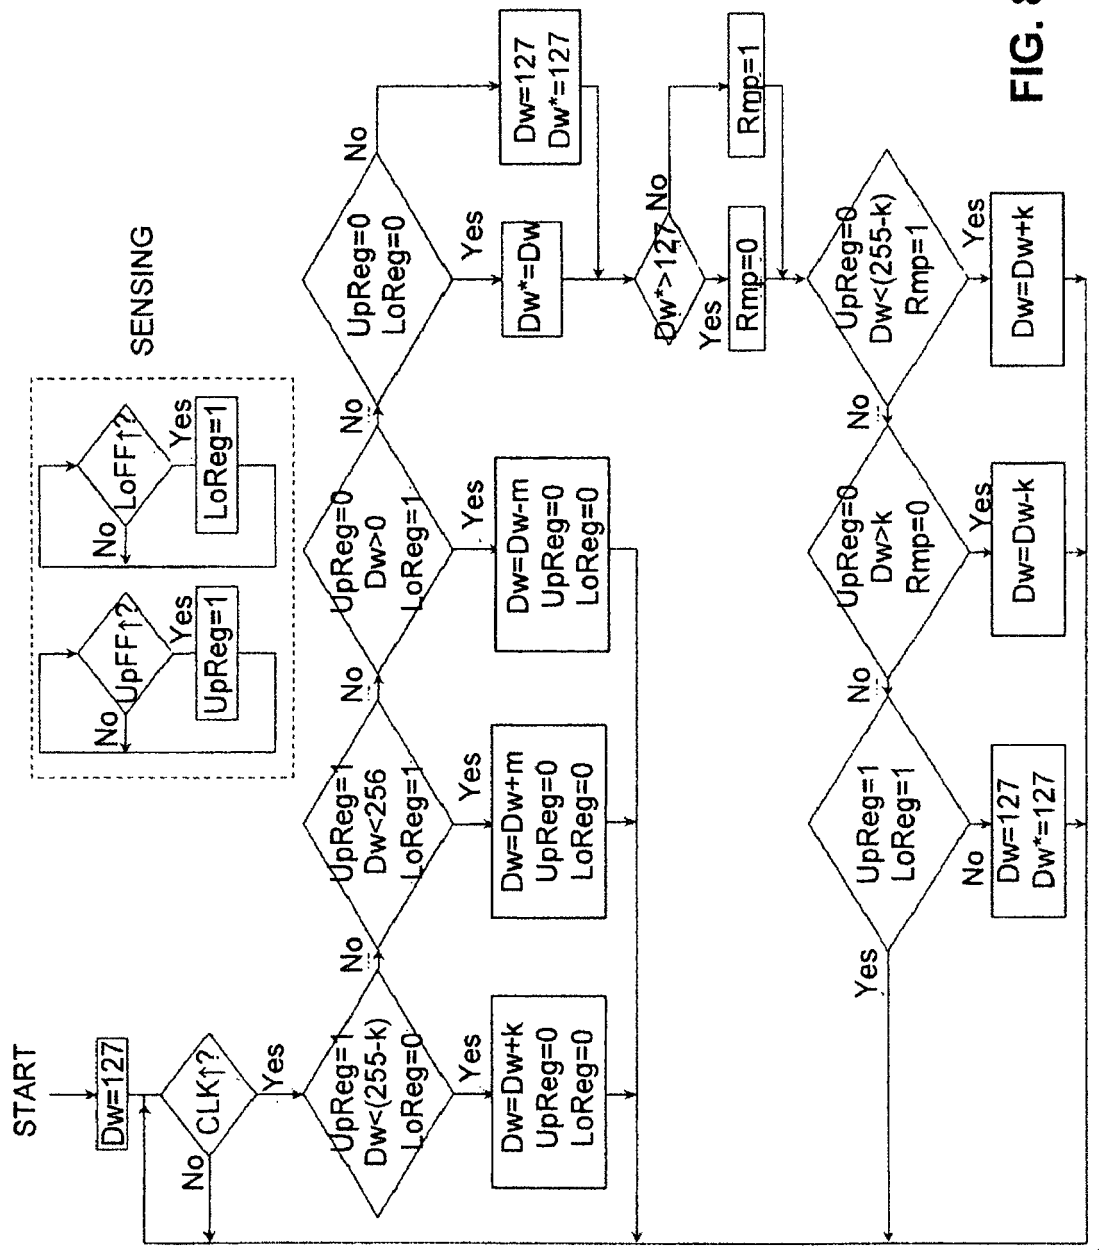 START
Dw=127
CLK↑?
No
Yes
SENSING
UpFF↑?
No
Yes
UpReg=1
LoFF↑?
No
Yes
LoReg=1
UpReg=1
Dw<(255-k)
LoReg=0
No
Yes
Dw=Dw+k
UpReg=0
LoReg=0
UpReg=1
Dw<256
LoReg=1
No
Yes
Dw=Dw+m
UpReg=0
LoReg=0
UpReg=0
Dw>0
LoReg=1
No
Yes
Dw=Dw-m
UpReg=0
LoReg=0
UpReg=0
LoReg=0
No
Yes
Dw*=Dw
Dw=127
Dw*=127
Dw*>127
No
Yes
Rmp=0
Rmp=1
UpReg=0
Dw<(255-k)
Rmp=1
No
Yes
Dw=Dw+k
UpReg=0
Dw>k
Rmp=0
No
Yes
Dw=Dw-k
UpReg=1
LoReg=1
Yes
No
Dw=127
Dw*=127
FIG.